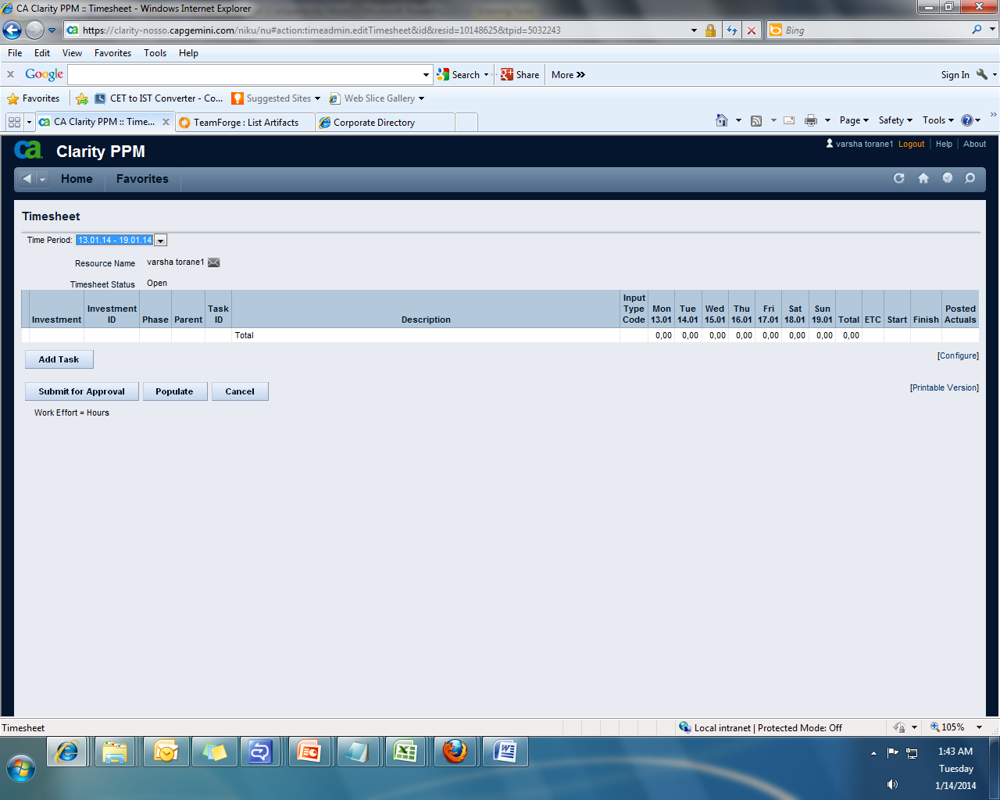 CA Clarity PPM :: Timesheet - Windows Internet Explorer
https://clarity-nosso.capgemini.com/niku/nu#action:timeadmin.editTimesheet&id&resid=10148625&tpid=5032243
Bing
File Edit View Favorites Tools Help
x Google Search Share More »» Sign In
Favorites CET to IST Converter - Co... Suggested Sites Web Slice Gallery
CA Clarity PPM :: Time... X TeamForge : List Artifacts Corporate Directory Page Safety Tools »
ca Clarity PPM varsha torane1 Logout Help About
Home Favorites
Timesheet
Time Period: 13.01.14 - 19.01.14
Resource Name varsha torane1
Timesheet Status Open
Investment Investment ID Phase Parent Task ID Description Input Type Code Mon 13.01 Tue 14.01 Wed 15.01 Thu 16.01 Fri 17.01 Sat 18.01 Sun 19.01 Total ETC Start Finish Posted Actuals
Total 0,00 0,00 0,00 0,00 0,00 0,00 0,00 0,00
Add Task [Configure]
Submit for Approval Populate Cancel [Printable Version]
Work Effort = Hours
Timesheet Local intranet | Protected Mode: Off 105%
1:43 AM
Tuesday
1/14/2014